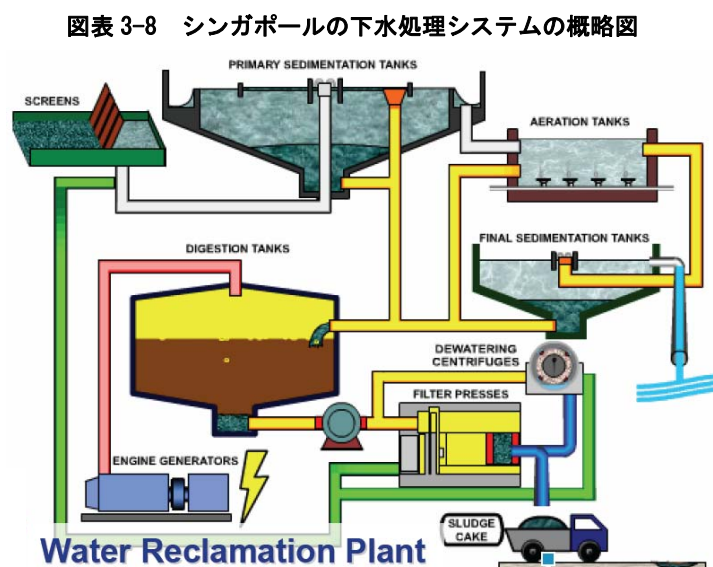 図表 3-8 シンガポールの下水処理システムの概略図
PRIMARY SEDIMENTATION TANKS
SCREENS
AERATION TANKS
FINAL SEDIMENTATION TANKS
DIGESTION TANKS
DEWATERING
CENTRIFUGES
FILTER PRESSES
ENGINE GENERATORS
SLUDGE
CAKE
Water Reclamation Plant